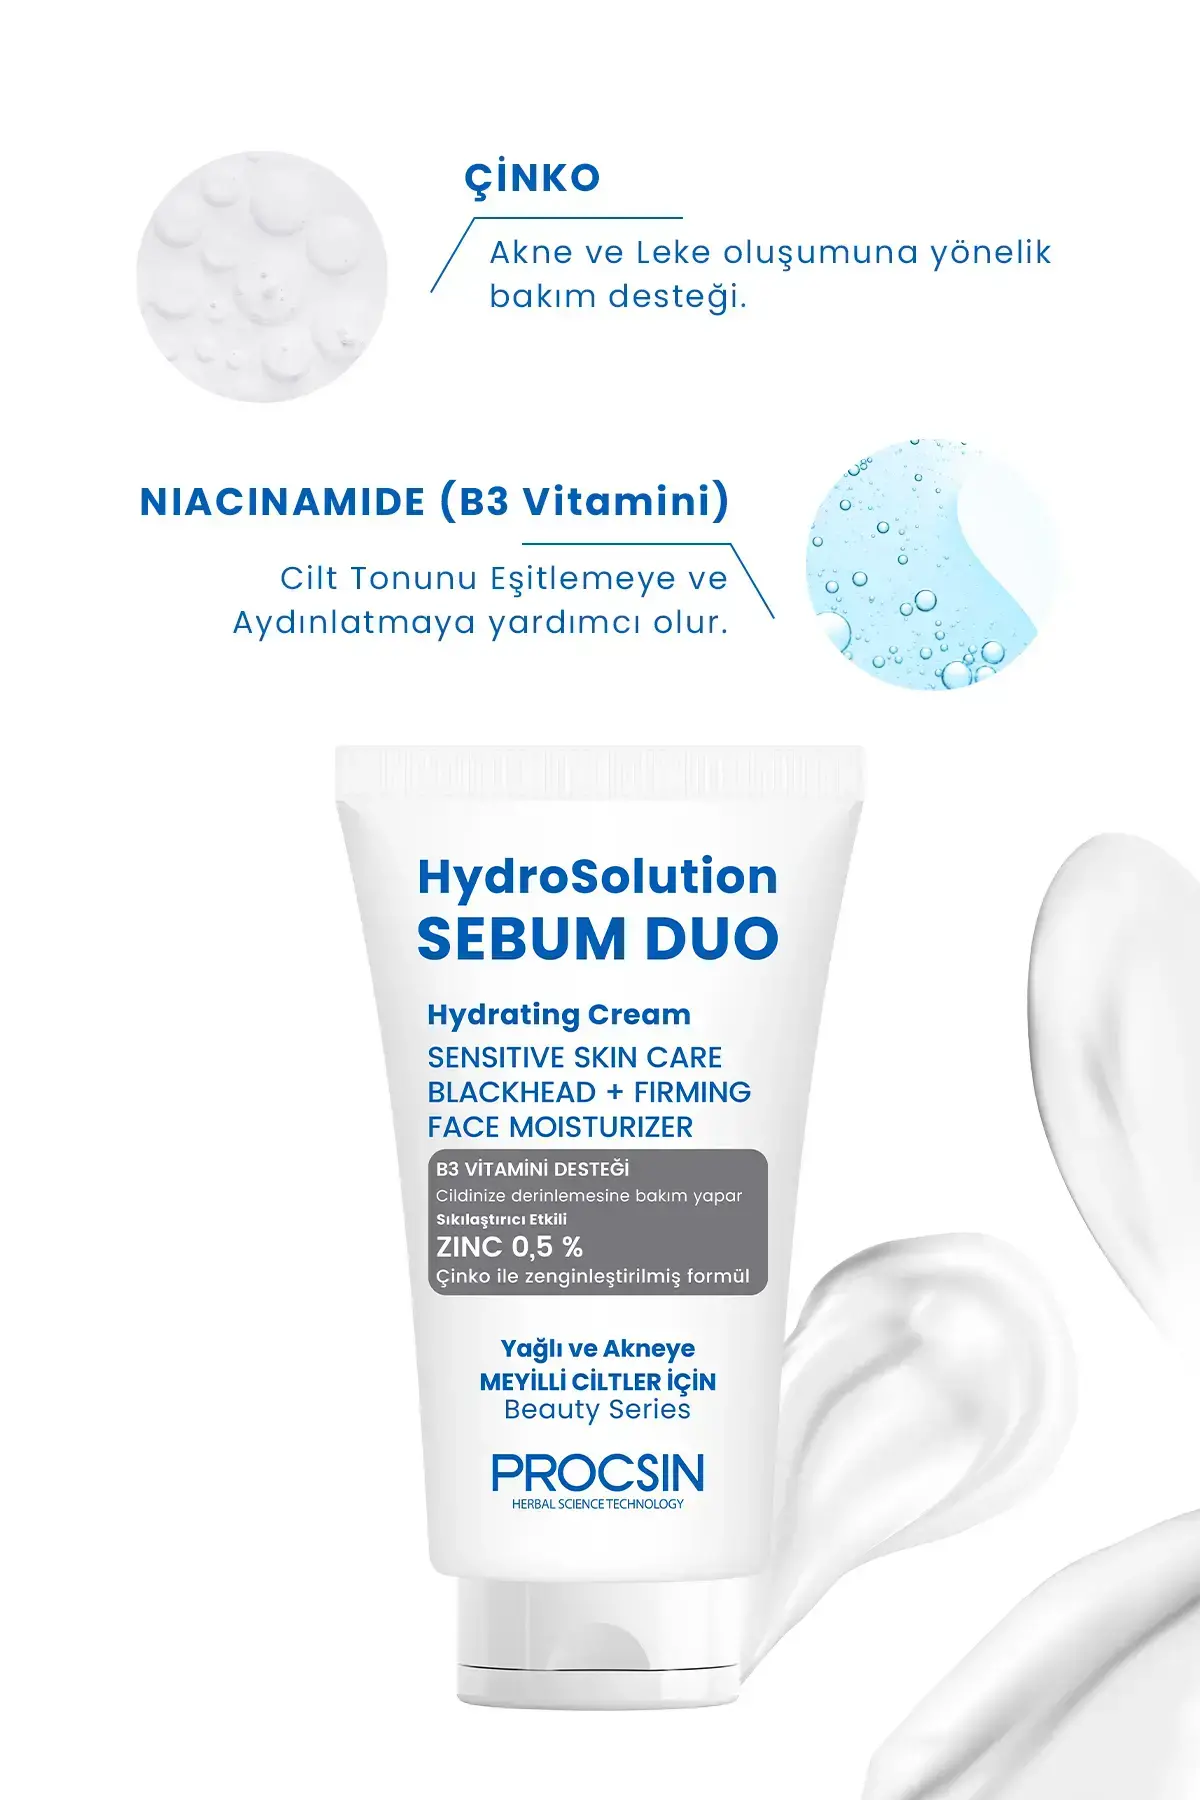 ÇİNKO
Akne ve Leke oluşumuna yönelik
bakım desteği.
NIACINAMIDE (B3 Vitamini)
Cilt Tonunu Eşitlemeye ve
Aydınlatmaya yardımcı olur.
HydroSolution
SEBUM DUO
Hydrating Cream
SENSITIVE SKIN CARE
BLACKHEAD + FIRMING
FACE MOISTURIZER
B3 VİTAMİNİ DESTEĞİ
Cildinize derinlemesine bakım yapar
Sıkılaştırıcı Etkili
ZINC 0,5 %
Çinko ile zenginleştirilmiş formül
Yağlı ve Akneye
MEYİLLİ CİLTLER İÇİN
Beauty Series
PROCSIN
HERBAL SCIENCE TECHNOLOGY